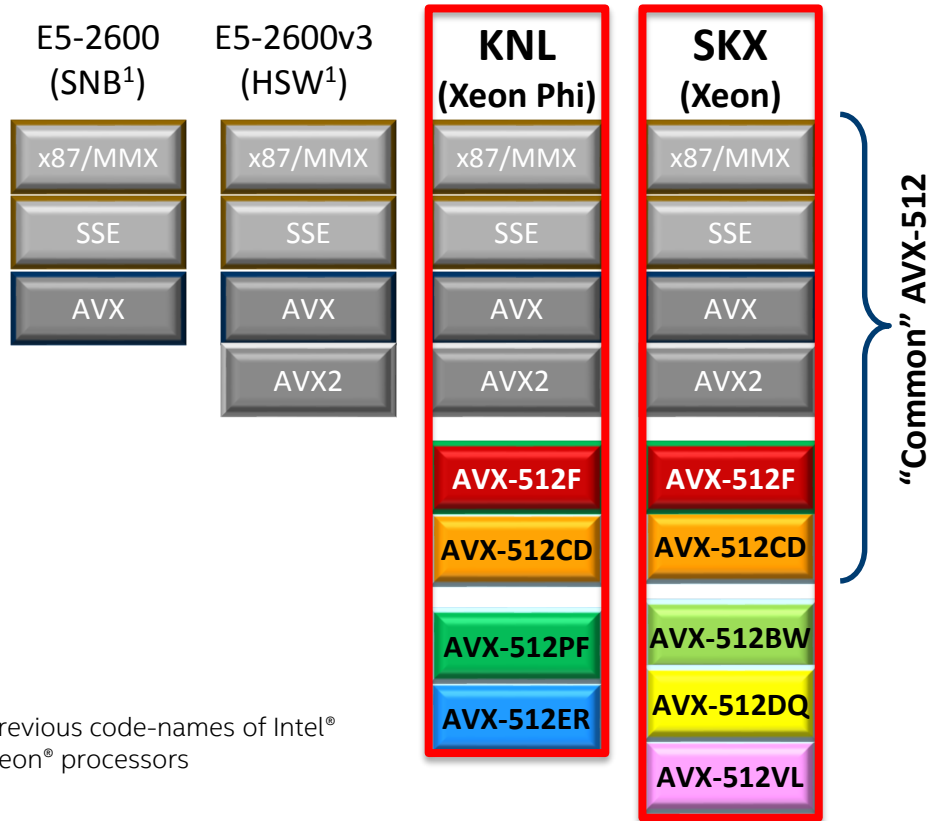 E5-2600
(SNB¹)
x87/MMX
SSE
AVX
E5-2600v3
(HSW¹)
x87/MMX
SSE
AVX
AVX2
KNL
(Xeon Phi)
x87/MMX
SSE
AVX
AVX2
AVX-512F
AVX-512CD
AVX-512PF
AVX-512ER
SKX
(Xeon)
x87/MMX
SSE
AVX
AVX2
AVX-512F
AVX-512CD
AVX-512BW
AVX-512DQ
AVX-512VL
“Common” AVX-512
revious code-names of Intel®
eon® processors